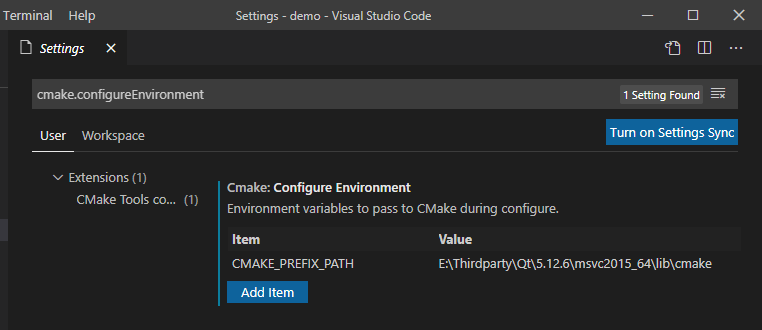 Terminal Help Settings - demo - Visual Studio Code
Settings
cmake.configureEnvironment 1 Setting Found
User Workspace Turn on Settings Sync
Extensions (1)
CMake Tools co... (1)
Cmake: Configure Environment
Environment variables to pass to CMake during configure.
Item Value
CMAKE_PREFIX_PATH E:\Thirdparty\Qt\5.12.6\msvc2015_64\lib\cmake
Add Item